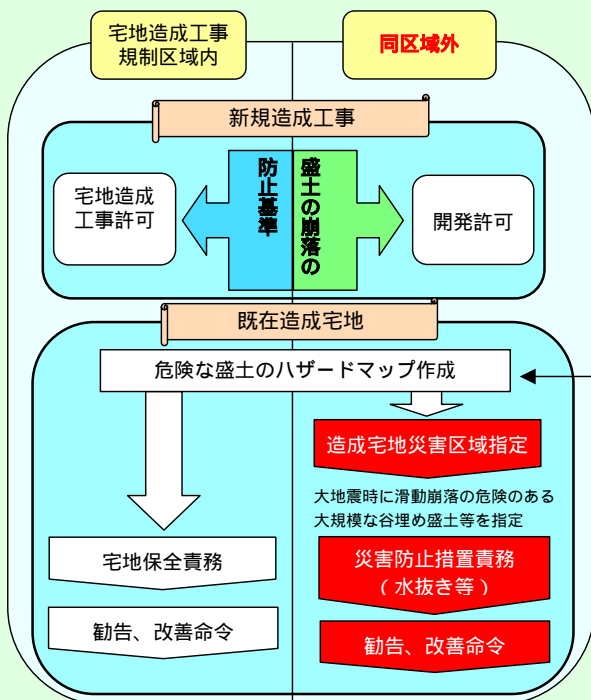 宅地造成工事
規制区域内
同区域外
新規造成工事
宅地造成
工事許可
盛土の崩落の
防止基準
開発許可
既在造成宅地
危険な盛土のハザードマップ作成
造成宅地災害区域指定
大地震時に滑動崩落の危険のある
大規模な谷埋め盛土等を指定
宅地保全責務
災害防止措置責務
（水抜き等）
勧告、改善命令
勧告、改善命令